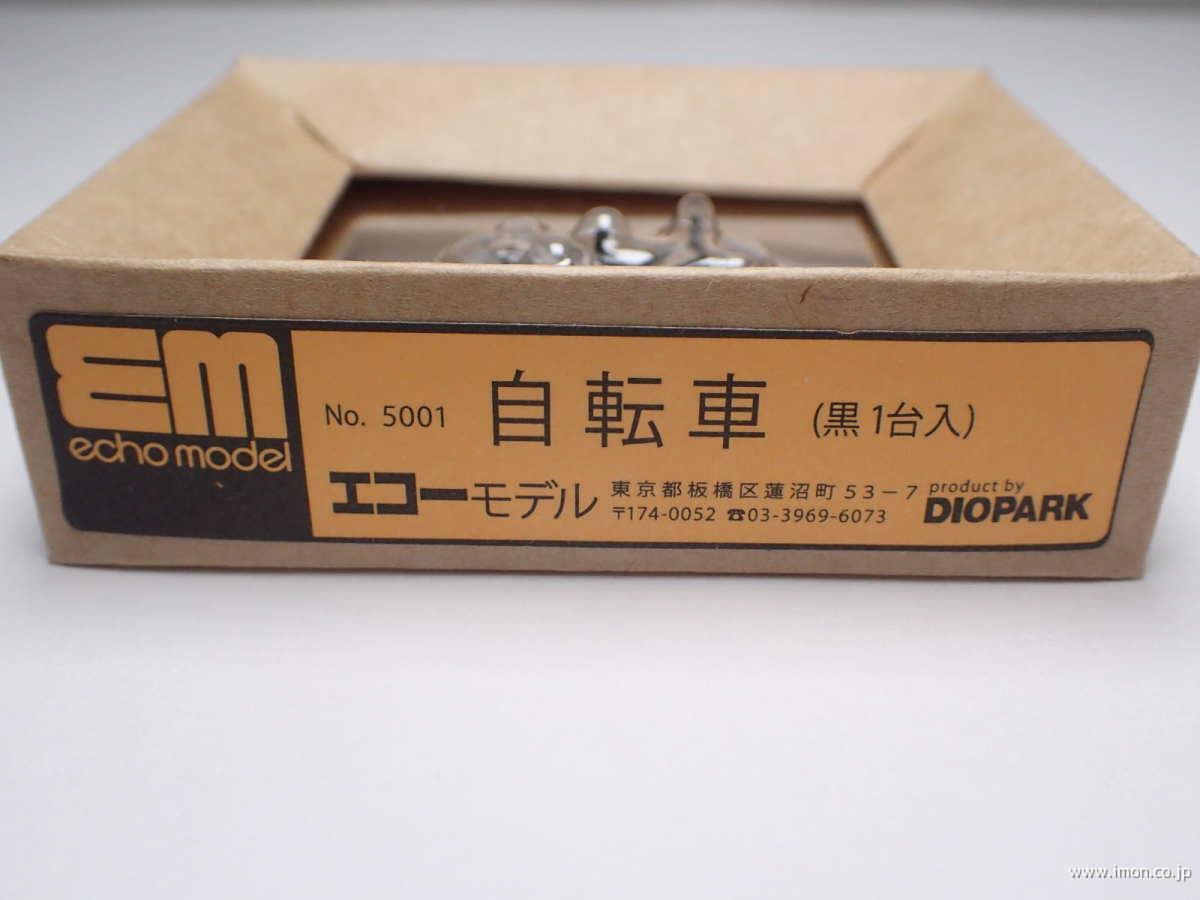 EM
echo model
No. 5001 自転車 (黒1台入)
エコーモデル
東京都板橋区蓮沼町53-7
〒174-0052 ☎03-3969-6073
product by
DIOPARK
www.imon.co.jp